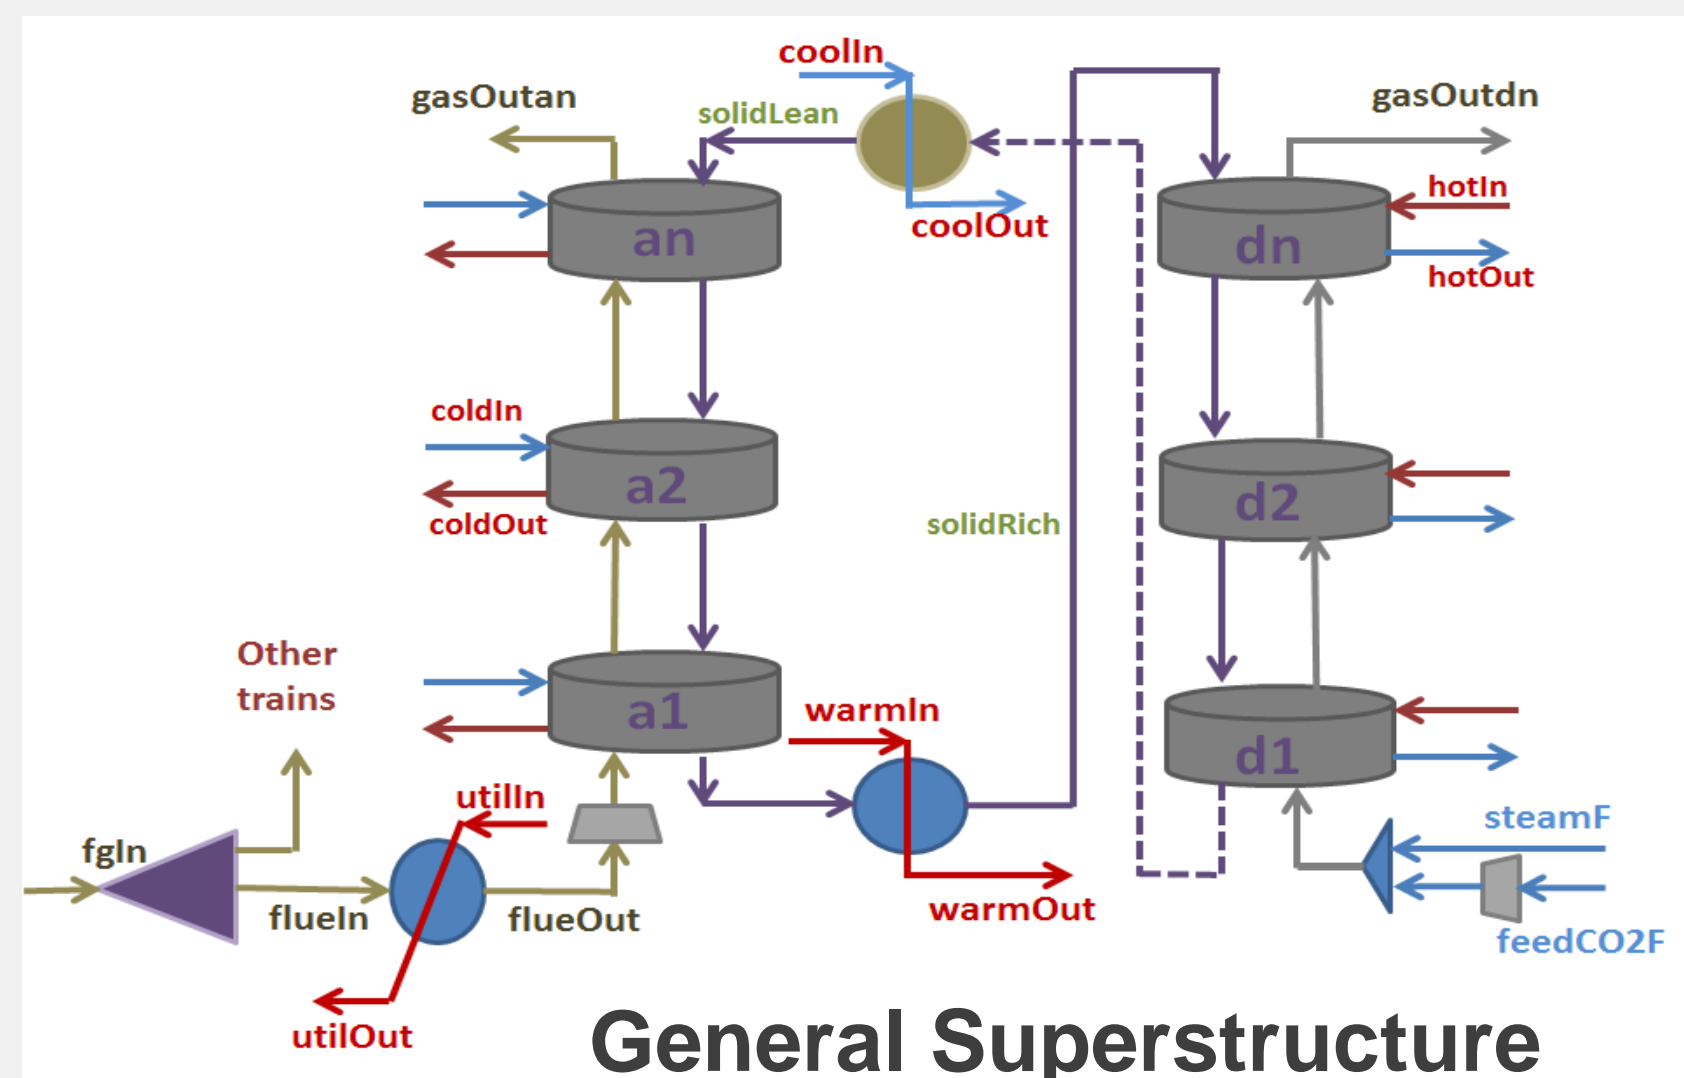 coolIn
gasOutan
solidLean
gasOutdn
hotIn
an
coolOut
dn
hotOut
coldIn
a2
d2
coldOut
solidRich
Other
trains
a1
warmIn
d1
utilIn
steamF
fgIn
flueIn
flueOut
warmOut
feedCO2F
utilOut
General Superstructure